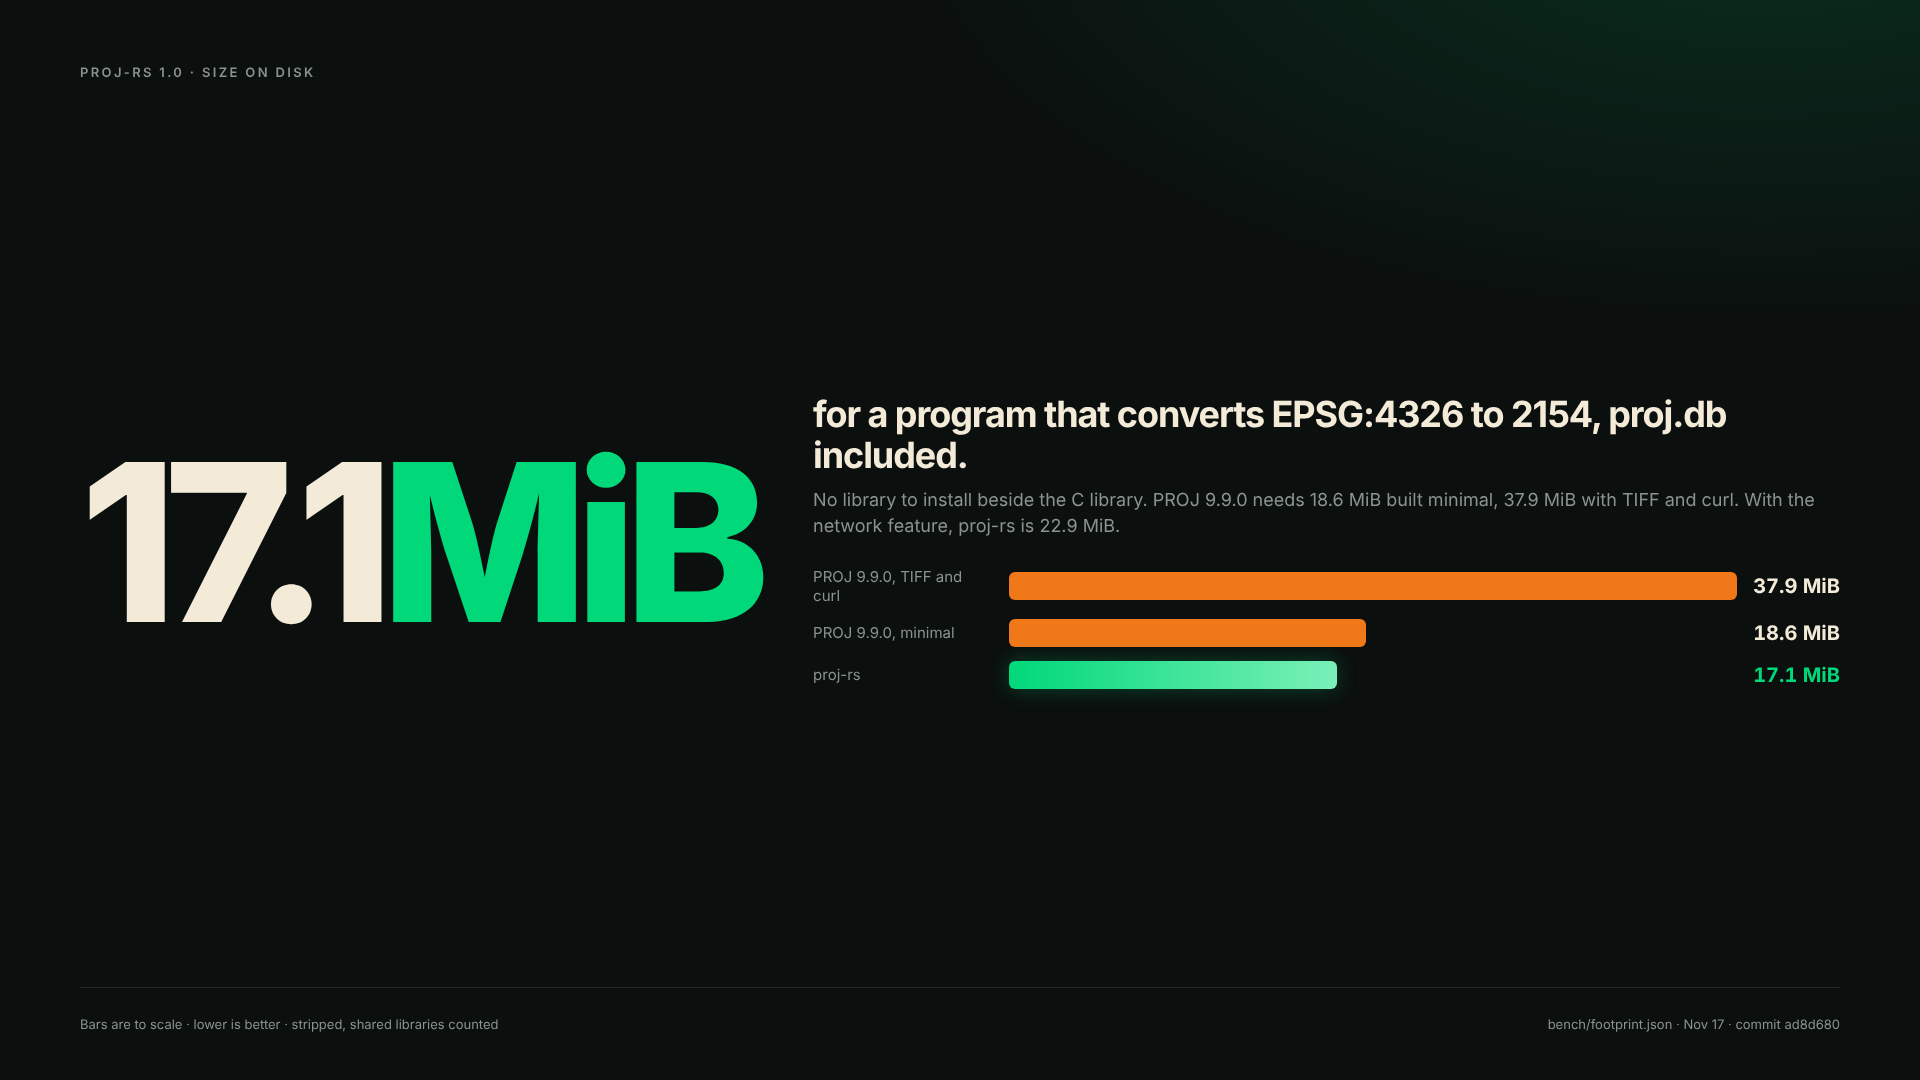 PROJ-RS 1.0 · SIZE ON DISK
17.1MiB
for a program that converts EPSG:4326 to 2154, proj.db
included.
No library to install beside the C library. PROJ 9.9.0 needs 18.6 MiB built minimal, 37.9 MiB with TIFF and curl. With the
network feature, proj-rs is 22.9 MiB.
PROJ 9.9.0, TIFF and
curl
37.9 MiB
PROJ 9.9.0, minimal
18.6 MiB
proj-rs
17.1 MiB
Bars are to scale · lower is better · stripped, shared libraries counted
bench/footprint.json · Nov 17 · commit ad8d680